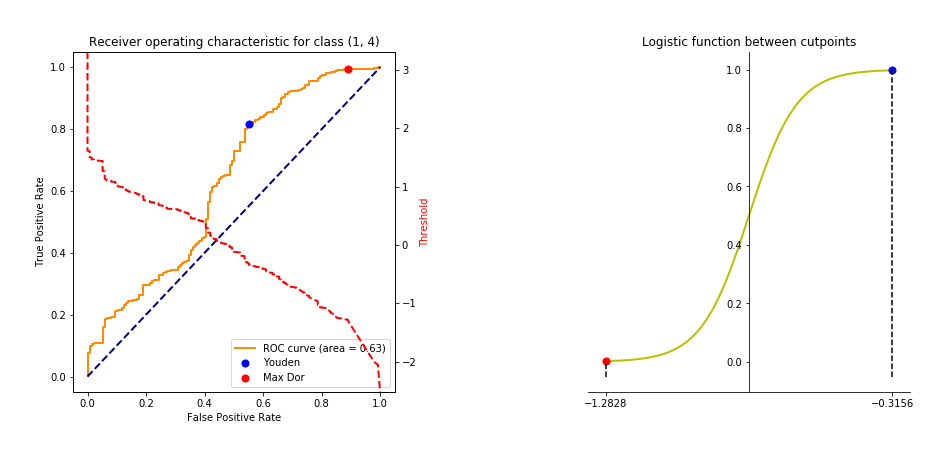 Receiver operating characteristic for class (1, 4)
1.0
0.8
0.6
0.4
0.2
0.0
True Positive Rate
3
2
1
0
−1
−2
Threshold
ROC curve (area = 0.63)
Youden
Max Dor
0.0 0.2 0.4 0.6 0.8 1.0
False Positive Rate
Logistic function between cutpoints
1.0
0.8
0.6
0.4
0.2
0.0
−1.2828 −0.3156